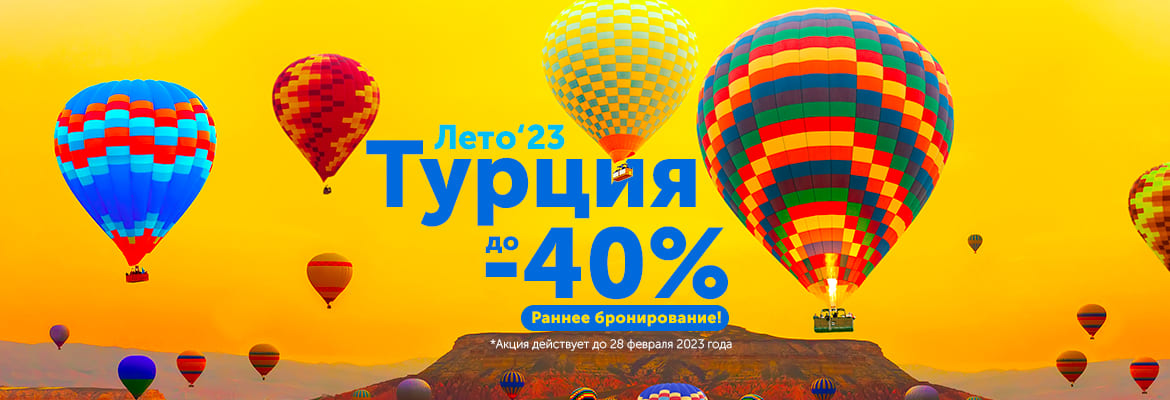 Лето‘23
Турция
до
-40%
Раннее бронирование!
*Акция действует до 28 февраля 2023 года